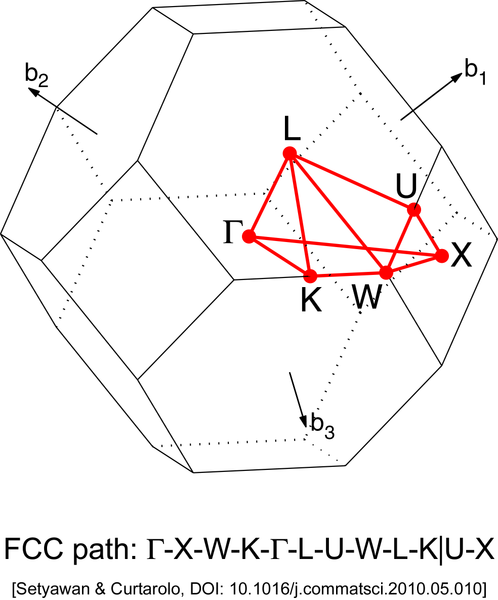 b2
b1
L
U
Γ
X
K
W
b3
FCC path: Γ-X-W-K-Γ-L-U-W-L-K|U-X
[Setyawan & Curtarolo, DOI: 10.1016/j.commatsci.2010.05.010]